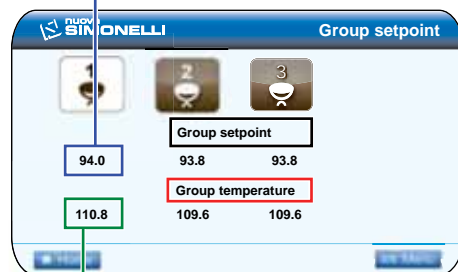 nuova SIMONELLI Group setpoint
1 2 3
Group setpoint
94.0 93.8 93.8
Group temperature
110.8 109.6 109.6